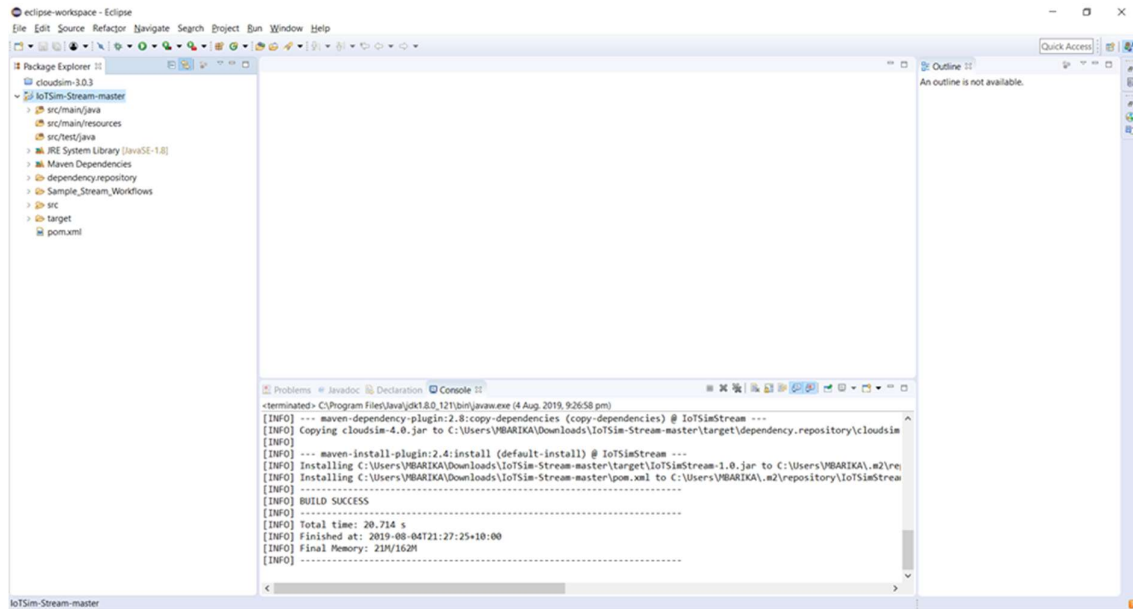 eclipse-workspace - Eclipse
File Edit Source Refactor Navigate Search Project Run Window Help
Quick Access
Package Explorer
cloudsim-3.0.3
IoTSim-Stream-master
src/main/java
src/main/resources
src/test/java
JRE System Library [JavaSE-1.8]
Maven Dependencies
dependency.repository
Sample_Stream_Workflows
src
target
pom.xml
Outline
An outline is not available.
Problems Javadoc Declaration Console
<terminated> C:\Program Files\Java\jdk1.8.0_121\bin\javaw.exe (4 Aug. 2019, 9:26:58 pm)
[INFO] --- maven-dependency-plugin:2.8:copy-dependencies (copy-dependencies) @ IoTSimStream ---
[INFO] Copying cloudsim-4.0.jar to C:\Users\MBARIKA\Downloads\IoTSim-Stream-master\target\dependency.repository\cloudsim
[INFO]
[INFO] --- maven-install-plugin:2.4:install (default-install) @ IoTSimStream ---
[INFO] Installing C:\Users\MBARIKA\Downloads\IoTSim-Stream-master\target\IoTSimStream-1.0.jar to C:\Users\MBARIKA\.m2\re
[INFO] Installing C:\Users\MBARIKA\Downloads\IoTSim-Stream-master\pom.xml to C:\Users\MBARIKA\.m2\repository\IoTSimStrea
[INFO] ------------------------------------------------------------------------
[INFO] BUILD SUCCESS
[INFO] ------------------------------------------------------------------------
[INFO] Total time: 20.714 s
[INFO] Finished at: 2019-08-04T21:27:25+10:00
[INFO] Final Memory: 21M/162M
[INFO] ------------------------------------------------------------------------
IoTSim-Stream-master